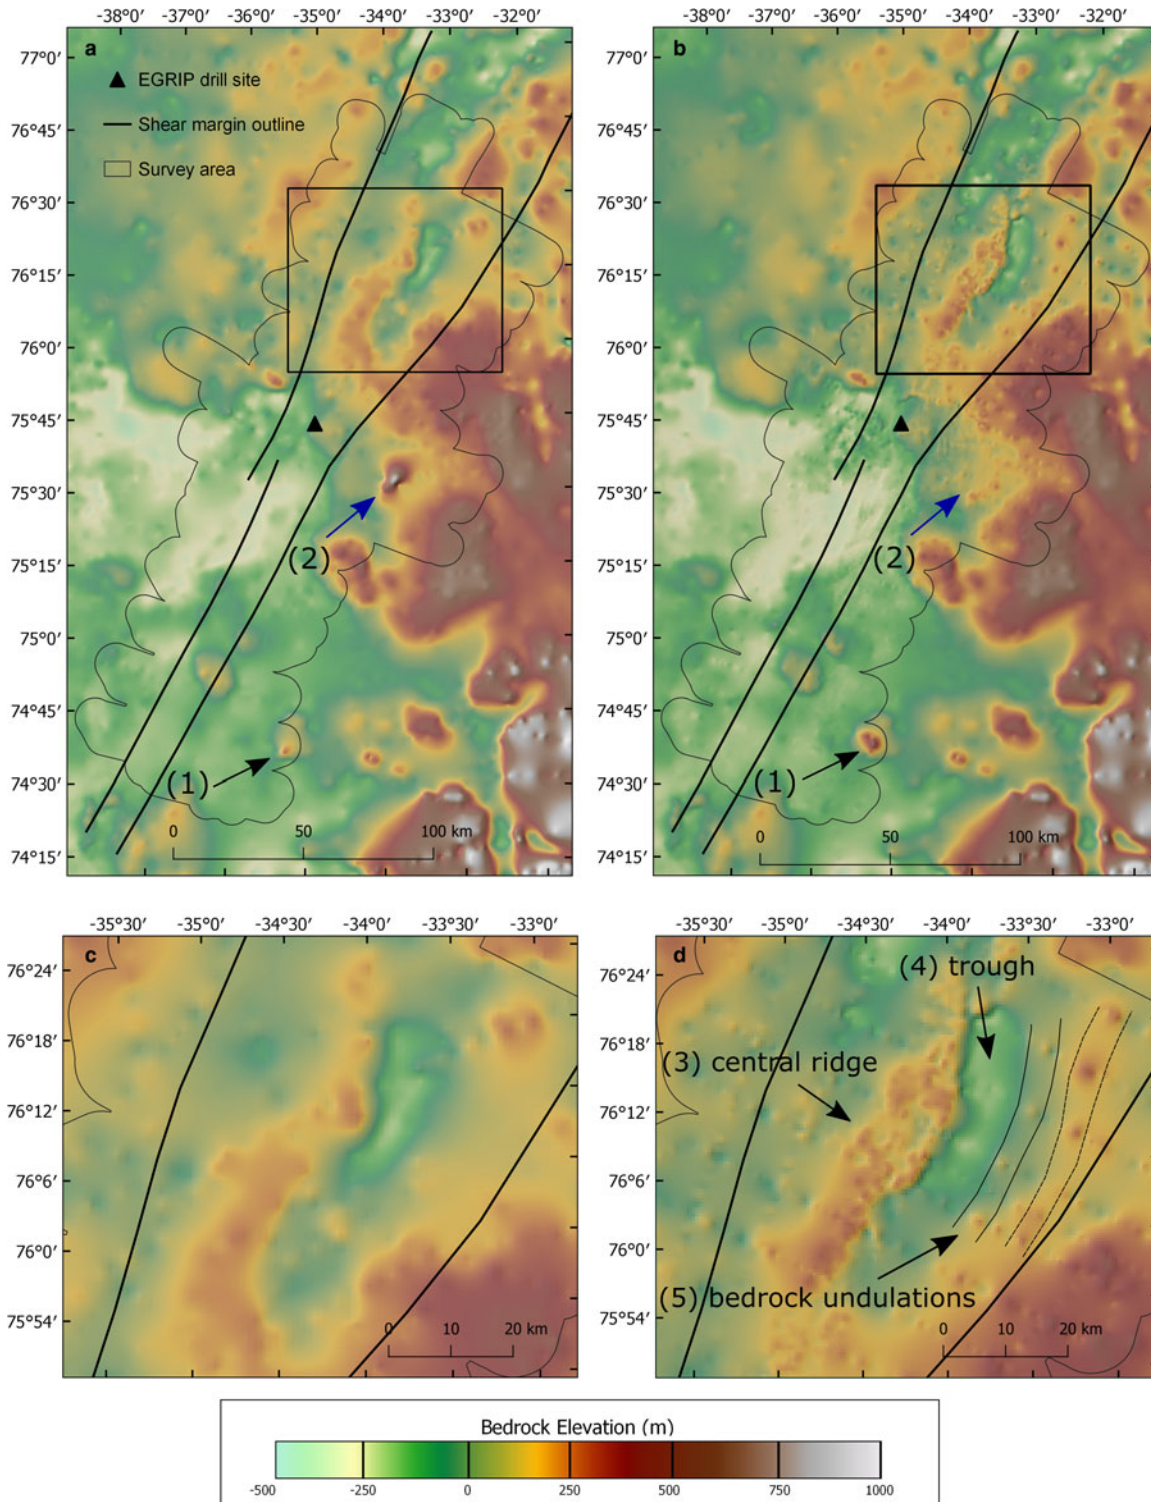 -38°0′ -37°0′ -36°0′ -35°0′ -34°0′ -33°0′ -32°0′
-38°0′ -37°0′ -36°0′ -35°0′ -34°0′ -33°0′ -32°0′
a
EGRIP drill site
Shear margin outline
Survey area
77°0′
76°45′
76°30′
76°15′
76°0′
75°45′
75°30′
75°15′
75°0′
74°45′
74°30′
74°15′
(2)
(1)
0 50 100 km
b
77°0′
76°45′
76°30′
76°15′
76°0′
75°45′
75°30′
75°15′
75°0′
74°45′
74°30′
74°15′
(2)
(1)
0 50 100 km
-35°30′ -35°0′ -34°30′ -34°0′ -33°30′ -33°0′
c
76°24′
76°18′
76°12′
76°6′
76°0′
75°54′
0 10 20 km
-35°30′ -35°0′ -34°30′ -34°0′ -33°30′ -33°0′
d
76°24′
76°18′
76°12′
76°6′
76°0′
75°54′
(4) trough
(3) central ridge
(5) bedrock undulations
0 10 20 km
Bedrock Elevation (m)
-500 -250 0 250 500 750 1000